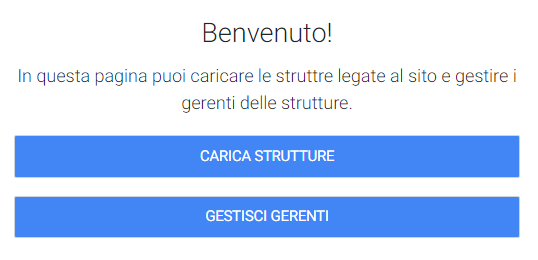 Benvenuto!
In questa pagina puoi caricare le struttre legate al sito e gestire i
gerenti delle strutture.
CARICA STRUTTURE
GESTISCI GERENTI